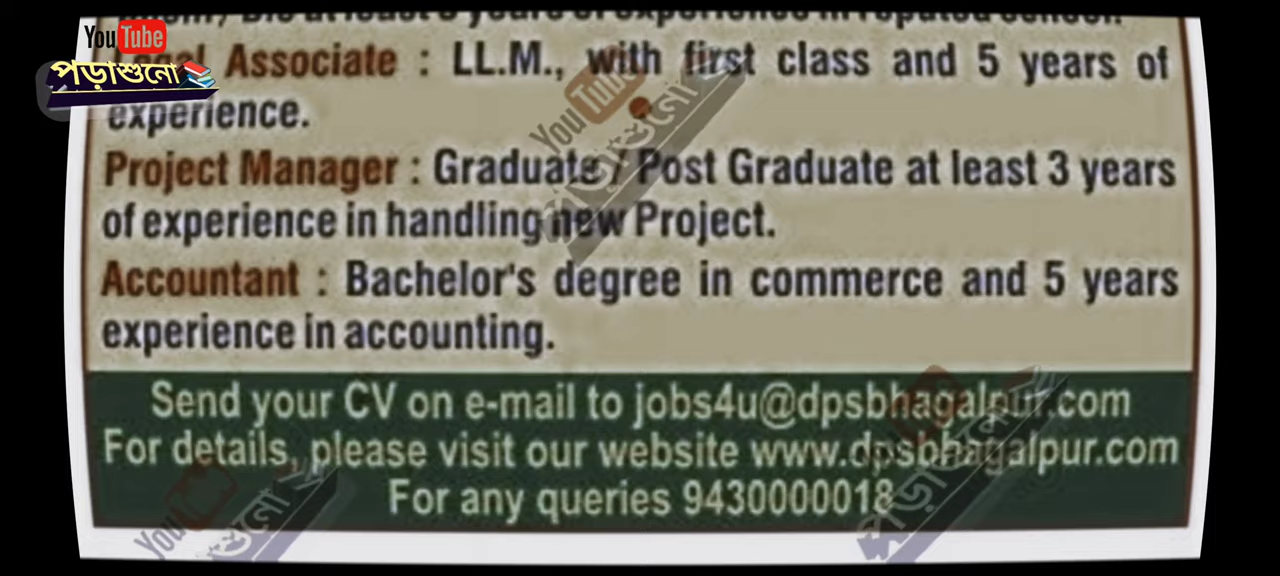 YouTube
পড়াশুনো
Associate : LL.M., with first class and 5 years of
experience.
Project Manager : Graduate / Post Graduate at least 3 years
of experience in handling new Project.
Accountant : Bachelor's degree in commerce and 5 years
experience in accounting.
Send your CV on e-mail to jobs4u@dpsbhagalpur.com
For details, please visit our website www.dpsbhagalpur.com
For any queries 9430000018